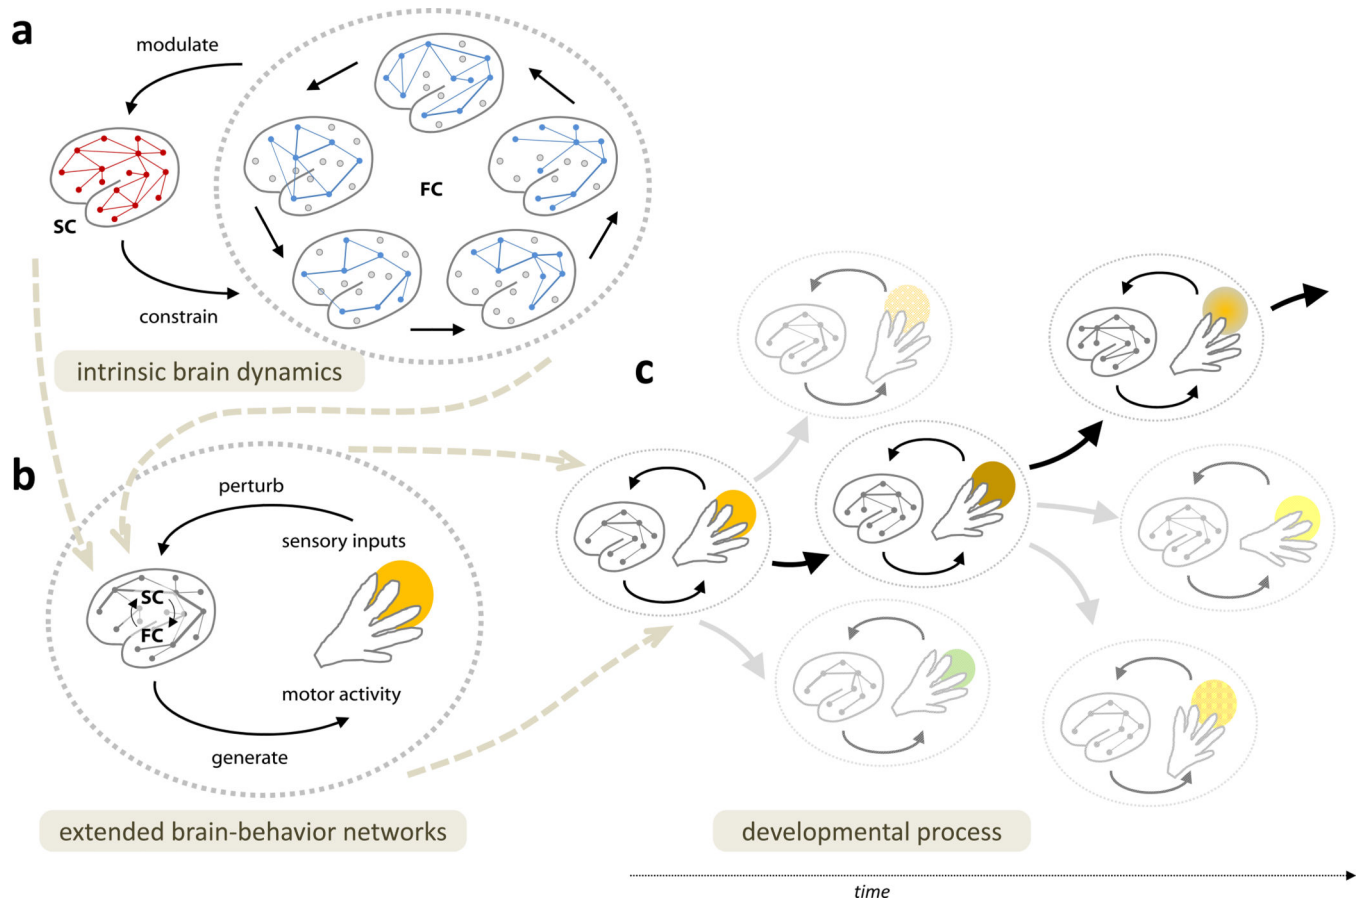 a
modulate
SC
FC
constrain
intrinsic brain dynamics
b
perturb
sensory inputs
SC
FC
motor activity
generate
extended brain-behavior networks
c
developmental process
time